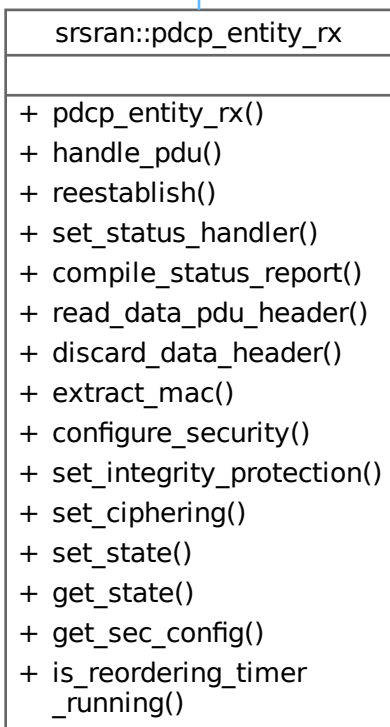 srsran::pdcp_entity_rx
+ pdcp_entity_rx()
+ handle_pdu()
+ reestablish()
+ set_status_handler()
+ compile_status_report()
+ read_data_pdu_header()
+ discard_data_header()
+ extract_mac()
+ configure_security()
+ set_integrity_protection()
+ set_ciphering()
+ set_state()
+ get_state()
+ get_sec_config()
+ is_reordering_timer
_running()